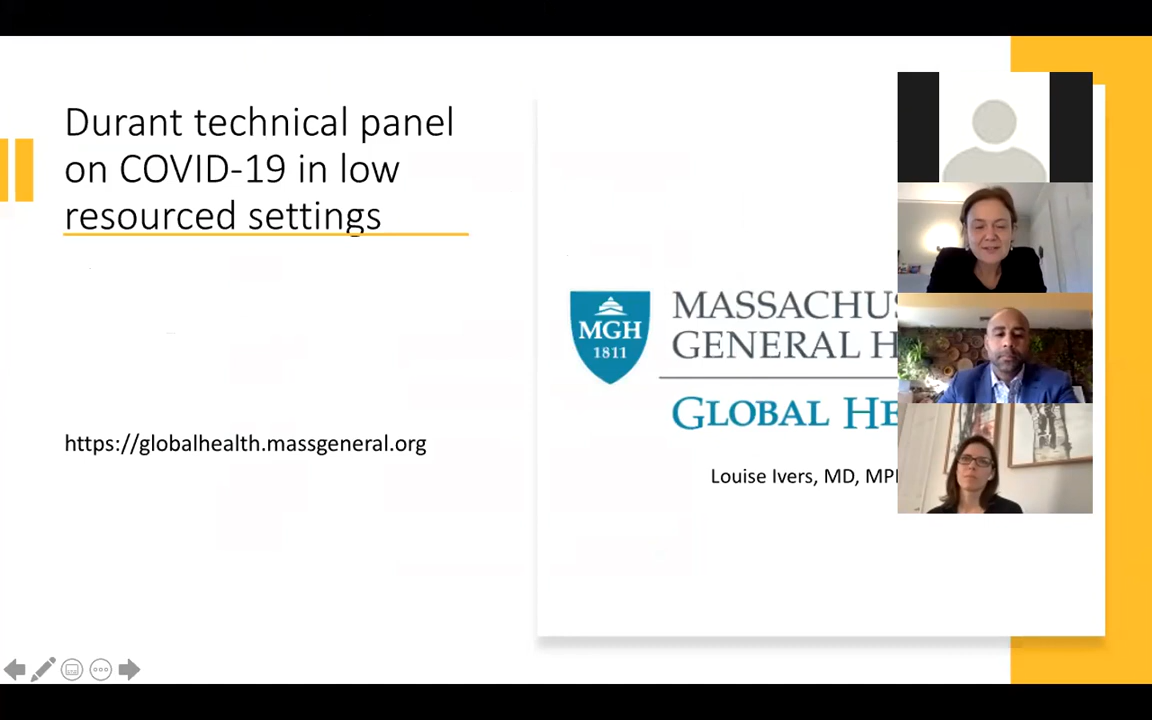 Durant technical panel
on COVID-19 in low
resourced settings
https://globalhealth.massgeneral.org
MGH
1811
MASSACHUS
GENERAL H
GLOBAL HE
Louise Ivers, MD, MPH